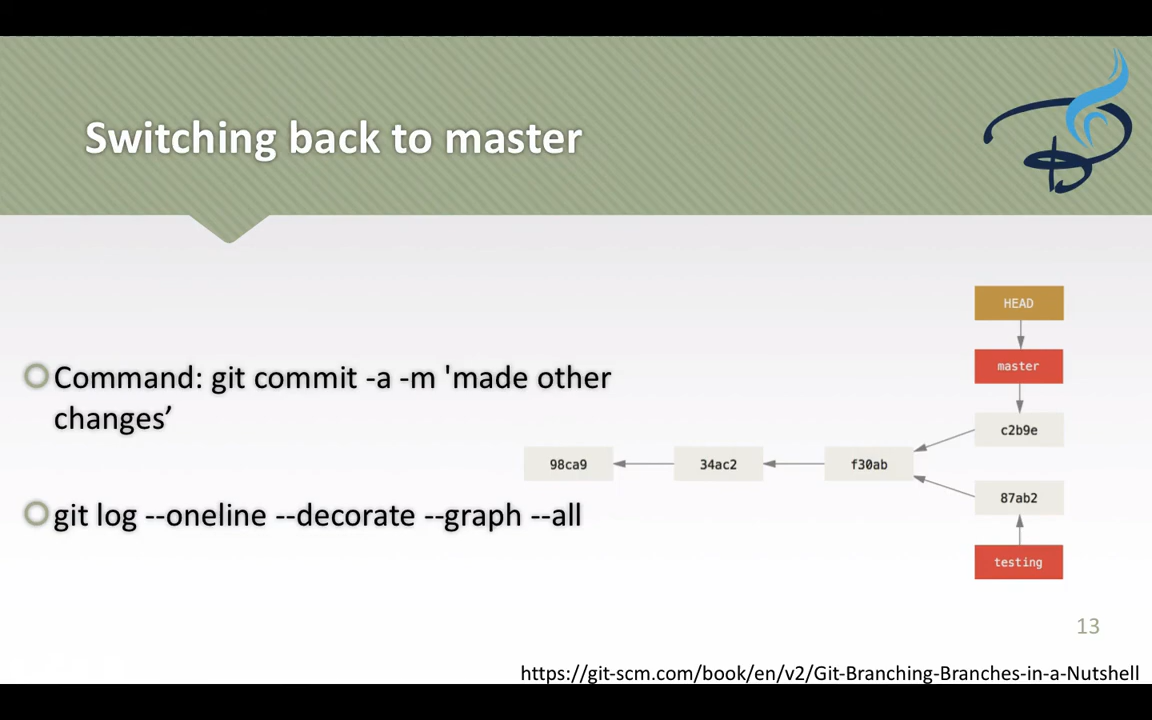 Switching back to master
Command: git commit -a -m 'made other
changes’
git log --oneline --decorate --graph --all
HEAD
master
c2b9e
98ca9
34ac2
f30ab
87ab2
testing
13
https://git-scm.com/book/en/v2/Git-Branching-Branches-in-a-Nutshell